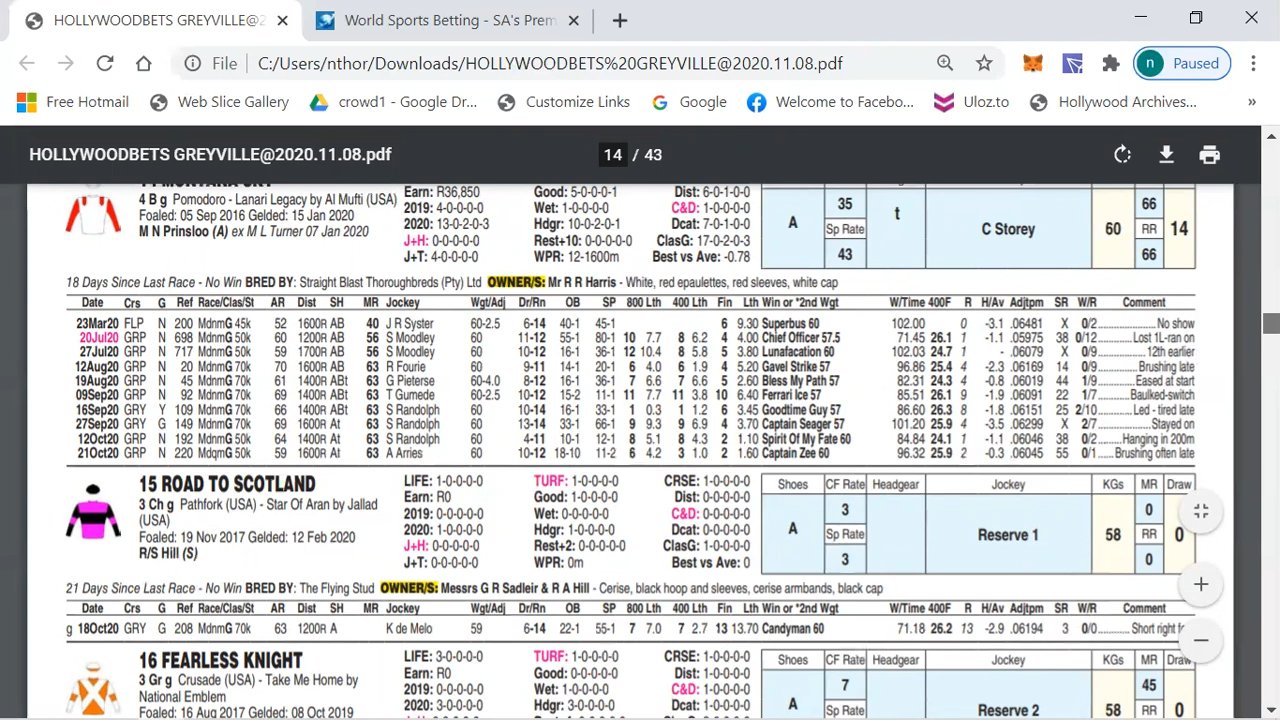 HOLLYWOODBETS GREYVILLE@2
World Sports Betting - SA's Prem
File C:/Users/nthor/Downloads/HOLLYWOODBETS%20GREYVILLE@2020.11.08.pdf
n Paused
Free Hotmail Web Slice Gallery crowd1 - Google Dr... Customize Links Google Welcome to Faceb... Uloz.to Hollywood Archives... »
HOLLYWOODBETS GREYVILLE@2020.11.08.pdf 14 / 43
4 B g Pomodoro - Lanari Legacy by Al Mufti (USA)
Foaled: 05 Sep 2016 Gelded: 15 Jan 2020
M N Prinsloo (A) ex M L Turner 07 Jan 2020
Earn: R36,850 Good: 5-0-0-0-1 Dist: 6-0-1-0-0
2019: 4-0-0-0-0 Wet: 1-0-0-0-0 C&D: 1-0-0-0-0
2020: 13-0-2-0-3 Hdgr: 10-0-2-0-1 Dcat: 7-0-1-0-0
J+H: 0-0-0-0-0 Rest+10: 0-0-0-0-0 ClasG: 17-0-2-0-3
J+T: 4-0-0-0-0 WPR: 12-1600m Best vs Ave: -0.78
A 35 Sp Rate 43 t C Storey 60 66 RR 66 14
18 Days Since Last Race - No Win BRED BY: Straight Blast Thoroughbreds (Pty) Ltd OWNER/S: Mr R R Harris - White, red epaulettes, red sleeves, white cap
Date Crs G Ref Race/Clas/St AR Dist SH MR Jockey Wgt/Adj Dr/Rn OB SP 800 Lth 400 Lth Fin Lth Win or *2nd Wgt W/Time 400F R H/Av Adjtpm SR W/R Comment
23Mar20 FLP N 200 MdnmG 45k 52 1600R AB 40 J R Syster 60-2.5 6-14 40-1 45-1 6 9.30 Superbus 60 102.00 0 -3.1 .06481 X 0/2 ..................No show
20Jul20 GRP N 698 MdnmG 50k 60 1200R AB 56 S Moodley 60 11-12 55-1 80-1 10 7.7 8 6.2 4 4.00 Chief Officer 57.5 71.45 26.1 1 -1.1 .05975 38 0/12 ........Lost 1L-ran on
27Jul20 GRP N 717 MdnmG 50k 62 1700R AB 56 S Moodley 60 10-12 16-1 36-1 12 10.4 8 5.8 5 3.80 Lunafacation 60 102.03 24.7 1 - .06079 X 0/9 .............12th earlier
12Aug20 GRP N 20 MdnmG 50k 70 1600R AB 63 R Fourie 60 9-11 14-1 20-1 6 4.0 6 1.9 4 5.20 Gavel Strike 60 96.86 25.4 4 -2.3 .06169 14 0/9 ............Brushing late
19Aug20 GRP N 45 MdnmG 50k 61 1400R ABt 63 G Pieterse 60-4.0 8-12 16-1 36-1 7 6.6 7 6.6 5 2.60 Bless My Path 57 82.31 24.3 4 -0.8 .06019 44 1/9 .........Eased at start
09Sep20 GRP N 92 MdnmG 50k 69 1400R ABt 63 T Gumede 60-2.5 10-12 15-2 11-1 11 7.7 11 3.8 10 6.40 Ferrari Ice 57 85.51 26.1 9 -1.9 .06091 22 1/7 .........Baulked-switch
16Sep20 GRY Y 109 MdnmG 70k 66 1400R ABt 63 S Randolph 60 10-14 16-1 33-1 1 0.3 1 1.2 6 3.45 Goodtime Guy 57 86.60 26.3 8 -1.8 .06151 25 2/10 ........Led - tired late
27Sep20 GRY G 149 MdnmG 70k 69 1600R At 63 S Randolph 60 13-14 33-1 66-1 9 9.3 9 6.9 4 3.70 Captain Seager 57 101.20 25.9 4 -3.5 .06299 X 2/7 ...............Stayed on
12Oct20 GRP N 192 MdnmG 50k 64 1400R At 63 S Randolph 60 4-11 10-1 12-1 8 5.1 8 4.3 2 1.10 Spirit Of My Fate 60 84.84 24.1 1 -1.1 .06046 38 0/2 ...Hanging in 200m
21Oct20 GRP N 220 MdqmG 50k 59 1600R At 63 A Arries 60 10-12 18-10 11-2 6 4.2 3 1.0 2 1.60 Captain Zee 60 96.32 25.9 2 -0.3 .06045 55 0/1 .....Brushing often late
15 ROAD TO SCOTLAND
3 Ch g Pathfork (USA) - Star Of Aran by Jallad (USA)
Foaled: 19 Nov 2017 Gelded: 12 Feb 2020
R/S Hill (S)
LIFE: 1-0-0-0-0 TURF: 1-0-0-0-0 CRSE: 1-0-0-0-0
Earn: R0 Good: 1-0-0-0-0 Dist: 0-0-0-0-0
2019: 0-0-0-0-0 Wet: 0-0-0-0-0 C&D: 0-0-0-0-0
2020: 1-0-0-0-0 Hdgr: 1-0-0-0-0 Dcat: 0-0-0-0-0
J+H: 0-0-0-0-0 Rest+2: 0-0-0-0-0 ClasG: 1-0-0-0-0
J+T: 0-0-0-0-0 WPR: 0m Best vs Ave: 0
Shoes CF Rate Headgear Jockey KGs MR Draw
A 3 Sp Rate 3 Reserve 1 58 0 RR 0 0
21 Days Since Last Race - No Win BRED BY: The Flying Stud OWNER/S: Messrs G R Sadleir & R A Hill - Cerise, black hoop and sleeves, cerise armbands, black cap
Date Crs G Ref Race/Clas/St AR Dist SH MR Jockey Wgt/Adj Dr/Rn OB SP 800 Lth 400 Lth Fin Lth Win or *2nd Wgt W/Time 400F R H/Av Adjtpm SR W/R Comment
g 18Oct20 GRY G 208 MdnmG 70k 63 1200R A K de Melo 59 6-14 22-1 55-1 7 7.0 7 2.7 13 13.70 Candyman 60 71.18 26.2 13 -2.9 .06194 3 0/0 .........Short right
16 FEARLESS KNIGHT
3 Gr g Crusade (USA) - Take Me Home by National Emblem
Foaled: 16 Aug 2017 Gelded: 08 Oct 2019
LIFE: 3-0-0-0-0 TURF: 1-0-0-0-0 CRSE: 1-0-0-0-0
Earn: R0 Good: 1-0-0-0-0 Dist: 1-0-0-0-0
2019: 0-0-0-0-0 Wet: 1-0-0-0-0 C&D: 1-0-0-0-0
2020: 3-0-0-0-0 Hdgr: 3-0-0-0-0
Shoes CF Rate Headgear Jockey KGs MR Draw
A 7 Sp Rate Reserve 2 58 45 RR 0